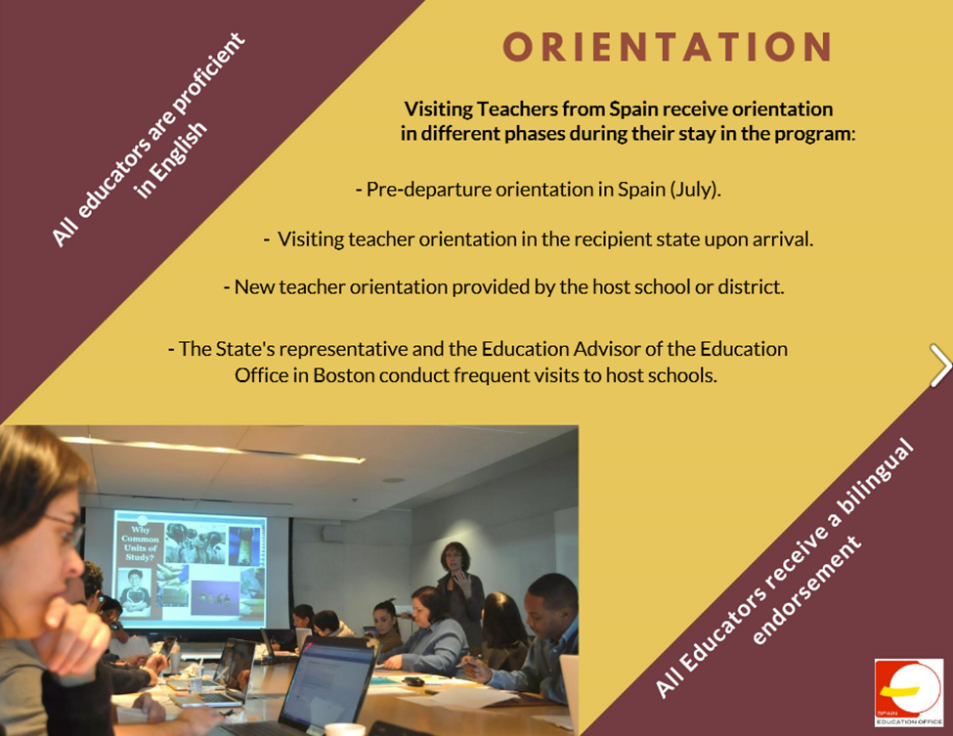 All educators are proficient
in English
ORIENTATION
Visiting Teachers from Spain receive orientation
in different phases during their stay in the program:
- Pre-departure orientation in Spain (July).
- Visiting teacher orientation in the recipient state upon arrival.
- New teacher orientation provided by the host school or district.
- The State's representative and the Education Advisor of the Education
Office in Boston conduct frequent visits to host schools.
Why
Common
Units of
Study?
All Educators receive a bilingual
endorsement
SPAIN
EDUCATION OFFICE